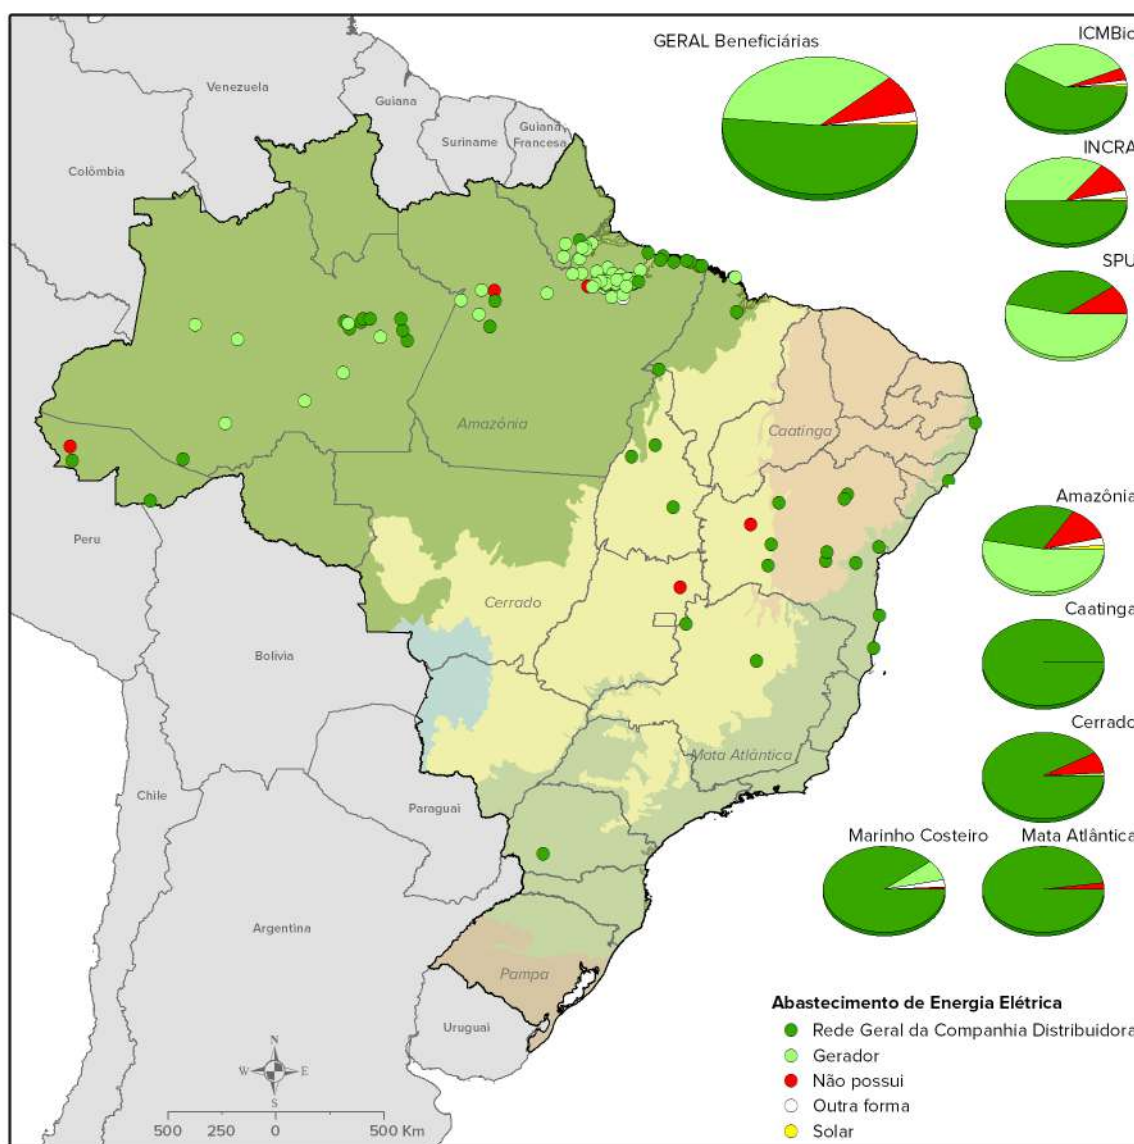 GERAL Beneficiárias
ICMBio
INCRA
SPU
Venezuela
Guiana
Suriname
Guiana
Francesa
Colômbia
Amazônia
Caatinga
Peru
Cerrado
Bolivia
Mata Atlântica
Chile
Paraguai
Argentina
Pampa
Uruguai
Amazônia
Caatinga
Cerrado
Marinho Costeiro
Mata Atlântica
Abastecimento de Energia Elétrica
Rede Geral da Companhia Distribuidora
Gerador
Não possui
Outra forma
Solar
N
W E
S
500 250 0 500 Km